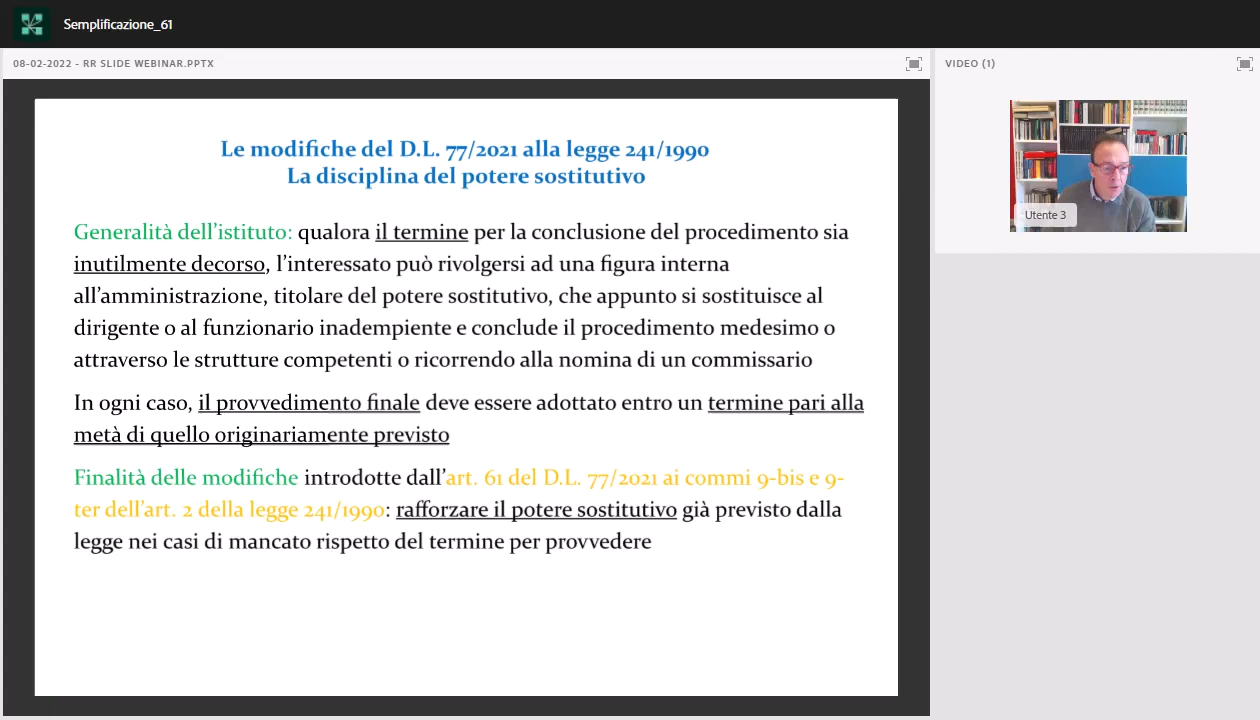 Semplificazione_61
08-02-2022 - RR SLIDE WEBINAR.PPTX
VIDEO (1)
Le modifiche del D.L. 77/2021 alla legge 241/1990
La disciplina del potere sostitutivo
Generalità dell'istituto: qualora il termine per la conclusione del procedimento sia
inutilmente decorso, l'interessato può rivolgersi ad una figura interna
all'amministrazione, titolare del potere sostitutivo, che appunto si sostituisce al
dirigente o al funzionario inadempiente e conclude il procedimento medesimo o
attraverso le strutture competenti o ricorrendo alla nomina di un commissario
In ogni caso, il provvedimento finale deve essere adottato entro un termine pari alla
metà di quello originariamente previsto
Finalità delle modifiche introdotte dall'art. 61 del D.L. 77/2021 ai commi 9-bis e 9-
ter dell'art. 2 della legge 241/1990: rafforzare il potere sostitutivo già previsto dalla
legge nei casi di mancato rispetto del termine per provvedere
Utente 3